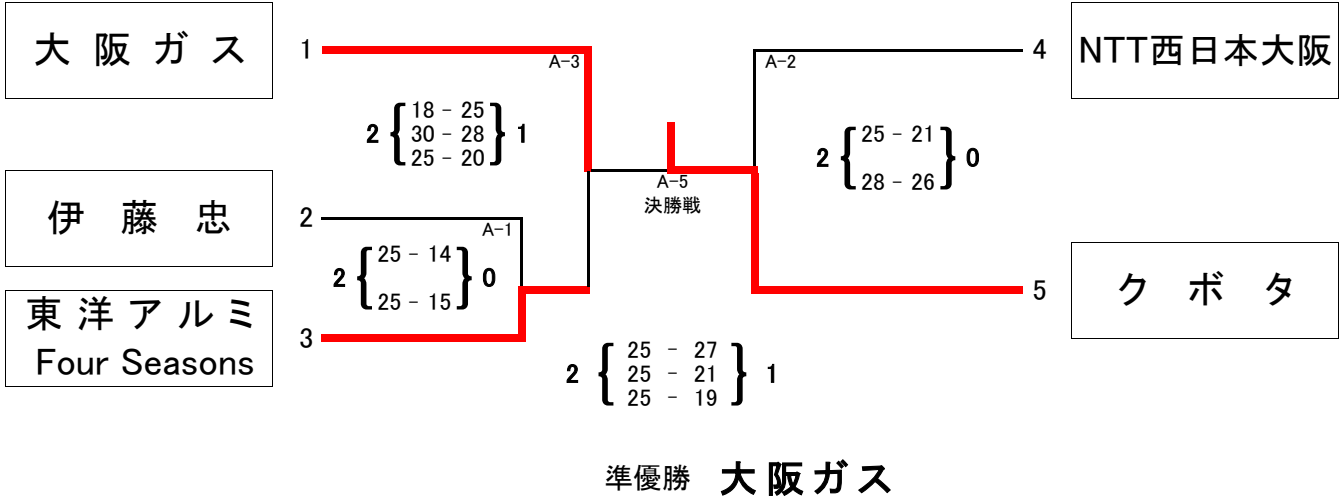 大阪ガス 1 A-3 A-2 4 NTT西日本大阪
2 { 18 - 25 } 1
30 - 28
25 - 20
2 { 25 - 21 } 0
28 - 26
A-5
決勝戦
伊藤忠 2 A-1
2 { 25 - 14 } 0
25 - 15
東洋アルミ
Four Seasons
3
5 クボタ
2 { 25 - 27 } 1
25 - 21
25 - 19
準優勝 大阪ガス